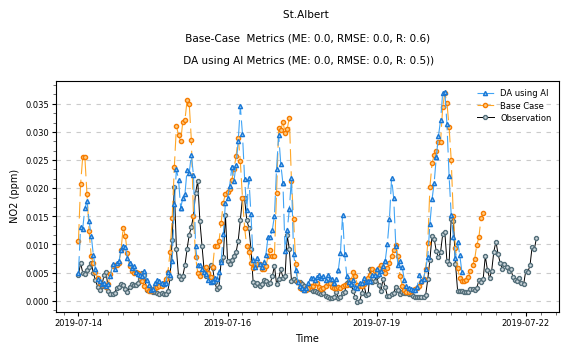 St.Albert
Base-Case Metrics (ME: 0.0, RMSE: 0.0, R: 0.6)
DA using AI Metrics (ME: 0.0, RMSE: 0.0, R: 0.5))
DA using AI
Base Case
Observation
NO2 (ppm)
0.035
0.030
0.025
0.020
0.015
0.010
0.005
0.000
2019-07-14
2019-07-16
2019-07-19
2019-07-22
Time